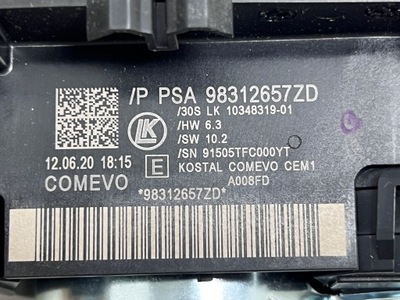 /P PSA 98312657ZD
/30S LK 10348319-01
/HW 6.3
/SW 10.2
/SN 91505TFC000YT
KOSTAL COMEVO CEM1
A008FD
LK
12.06.20 18:15
E
COMEVO
*98312657ZD*